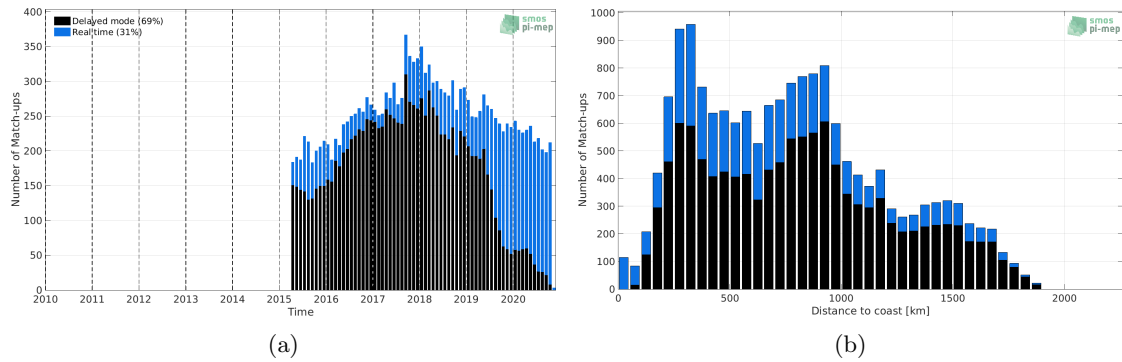 Delayed mode (69%)
Real time (31%)
smos
pi-mep
Number of Match-ups
400
350
300
250
200
150
100
50
0
2010 2011 2012 2013 2014 2015 2016 2017 2018 2019 2020
Time
(a)
smos
pi-mep
Number of Match-ups
1000
900
800
700
600
500
400
300
200
100
0
0 500 1000 1500 2000
Distance to coast [km]
(b)